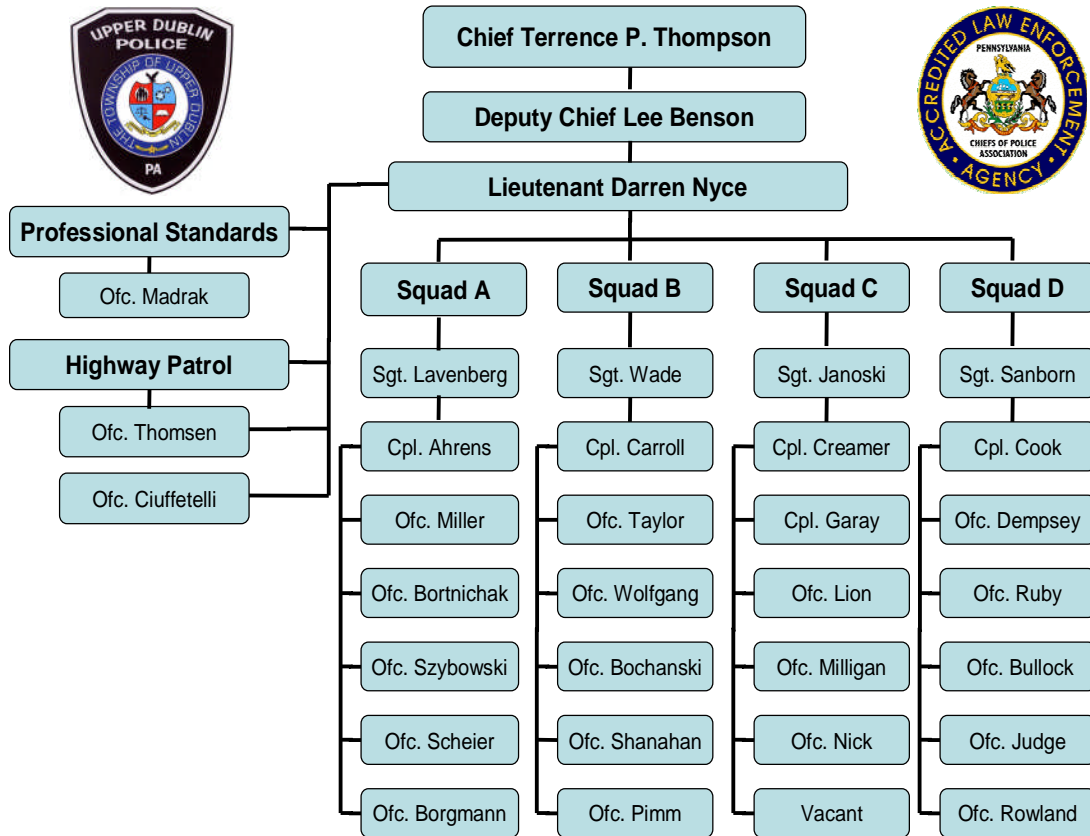 UPPER DUBLIN
POLICE
THE TOWNSHIP OF UPPER DUBLIN
PA
Chief Terrence P. Thompson
Deputy Chief Lee Benson
Lieutenant Darren Nyce
ACCREDITED LAW ENFORCEMENT
AGENCY
PENNSYLVANIA
CHIEFS OF POLICE
ASSOCIATION
Professional Standards
Ofc. Madrak
Highway Patrol
Ofc. Thomsen
Ofc. Ciuffetelli
Squad A
Sgt. Lavenberg
Cpl. Ahrens
Ofc. Miller
Ofc. Bortnichak
Ofc. Szybowski
Ofc. Scheier
Ofc. Borgmann
Squad B
Sgt. Wade
Cpl. Carroll
Ofc. Taylor
Ofc. Wolfgang
Ofc. Bochanski
Ofc. Shanahan
Ofc. Pimm
Squad C
Sgt. Janoski
Cpl. Creamer
Cpl. Garay
Ofc. Lion
Ofc. Milligan
Ofc. Nick
Vacant
Squad D
Sgt. Sanborn
Cpl. Cook
Ofc. Dempsey
Ofc. Ruby
Ofc. Bullock
Ofc. Judge
Ofc. Rowland